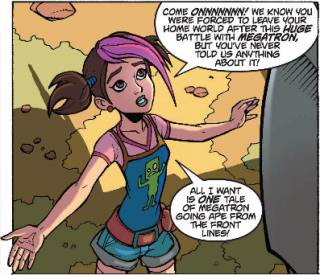 COME ONNNNNNN! WE KNOW YOU
WERE FORCED TO LEAVE YOUR
HOME WORLD AFTER THIS HUGE
BATTLE WITH MEGATRON,
BUT YOU'VE NEVER
TOLD US ANYTHING
ABOUT IT!
ALL I WANT
IS ONE TALE
OF MEGATRON
GOING APE FROM
THE FRONT
LINES!